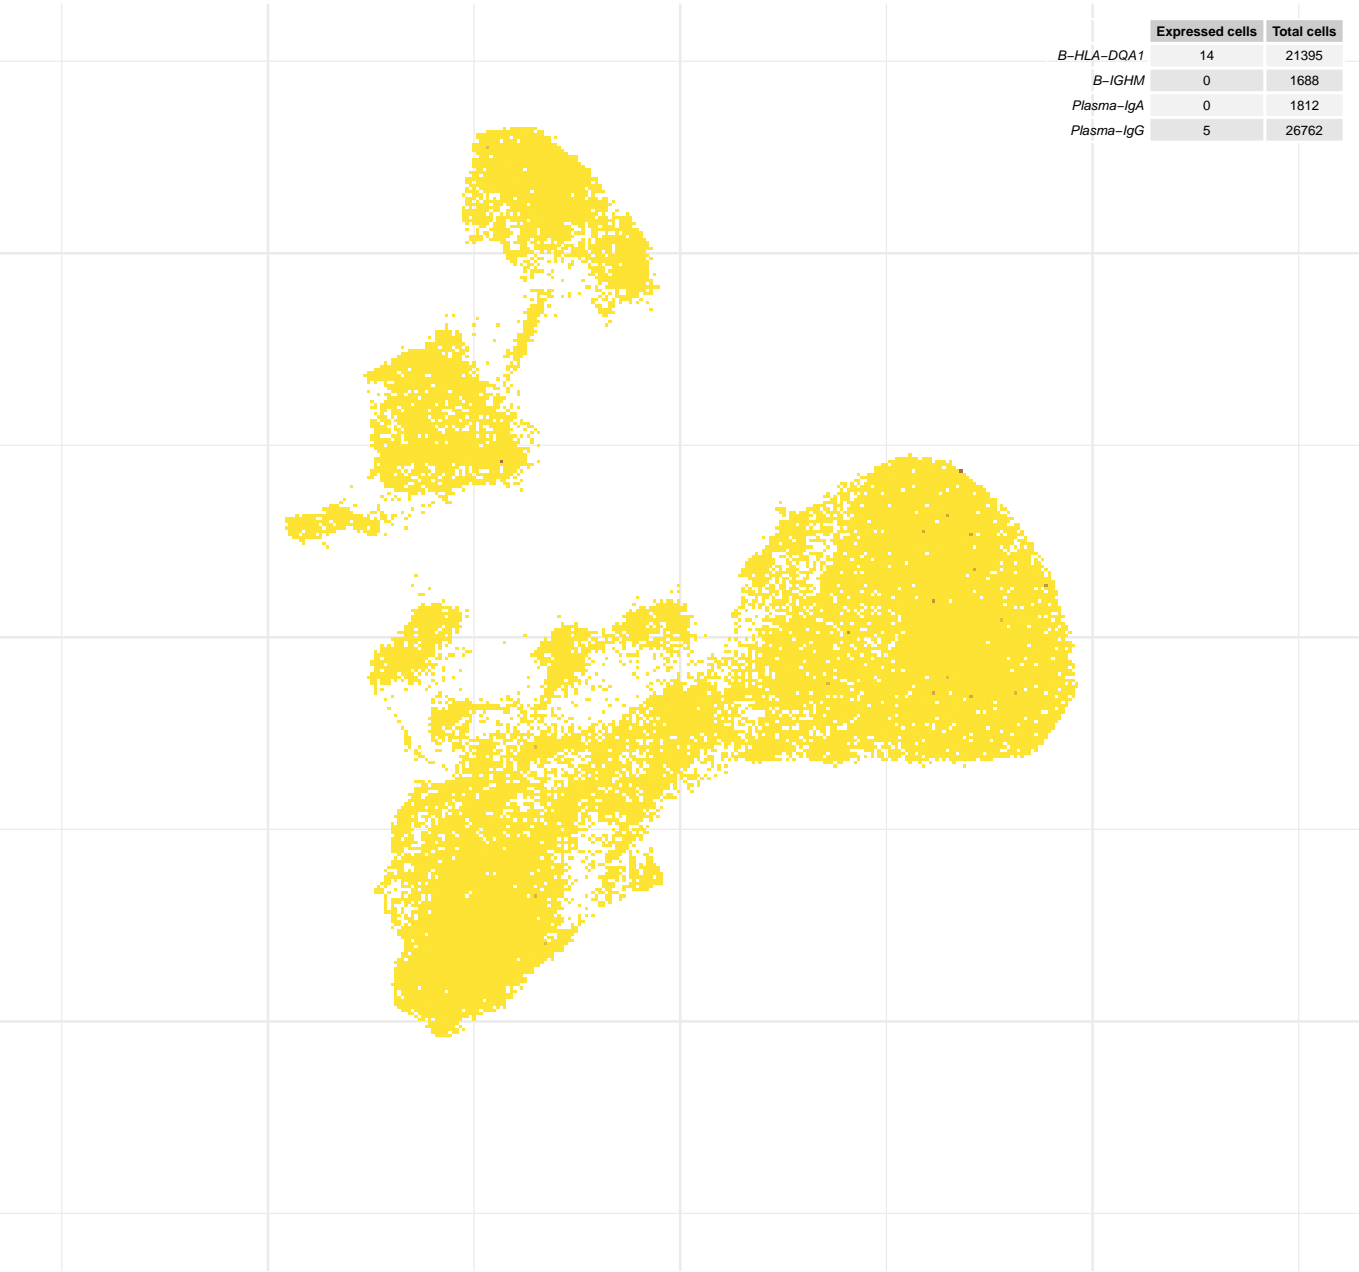 Expressed cells Total cells
B−HLA−DQA1 14 21395
B−IGHM 0 1688
Plasma−IgA 0 1812
Plasma−IgG 5 26762